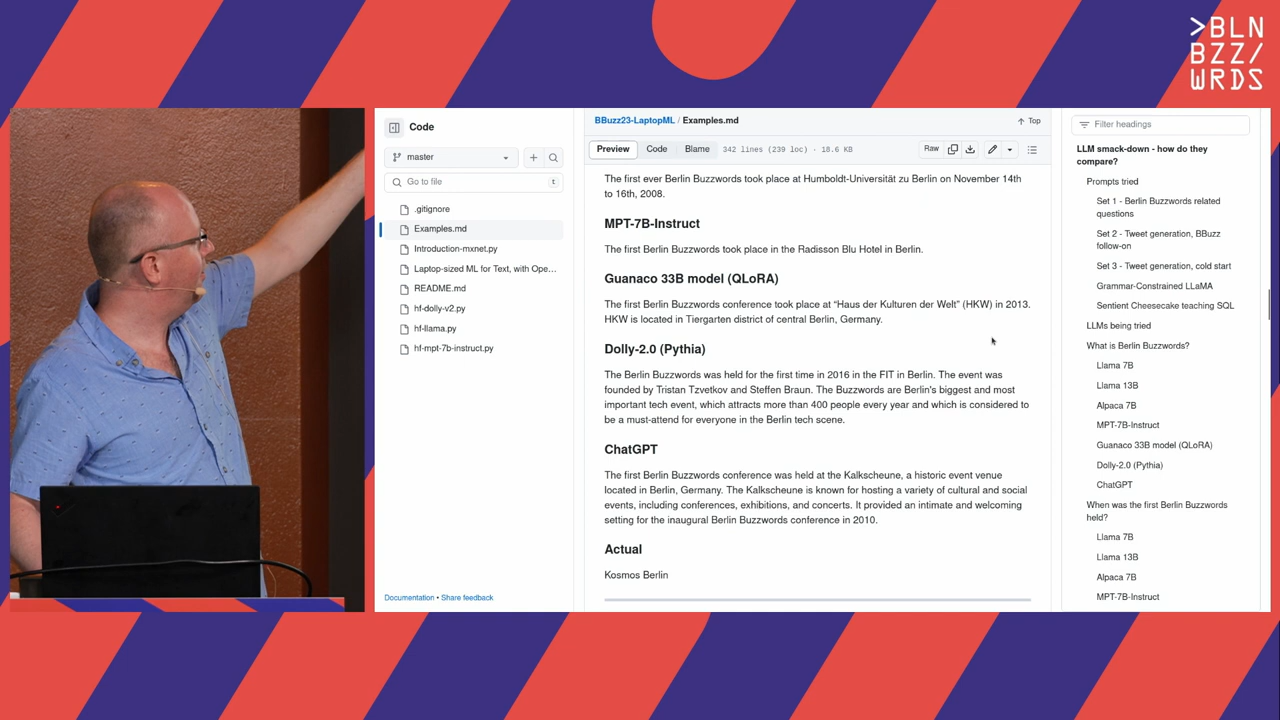 >BLN
BZZ/
WRDS
Code
master
Go to file
t
.gitignore
Examples.md
Introduction-mxnet.py
Laptop-sized ML for Text, with Ope...
README.md
hf-dolly-v2.py
hf-llama.py
hf-mpt-7b-instruct.py
Documentation • Share feedback
BBuzz23-LaptopML / Examples.md
Top
Preview
Code
Blame
342 lines (239 loc) · 18.6 KB
Raw
The first ever Berlin Buzzwords took place at Humboldt-Universität zu Berlin on November 14th
to 16th, 2008.
MPT-7B-Instruct
The first Berlin Buzzwords took place in the Radisson Blu Hotel in Berlin.
Guanaco 33B model (QLoRA)
The first Berlin Buzzwords conference took place at “Haus der Kulturen der Welt” (HKW) in 2013.
HKW is located in Tiergarten district of central Berlin, Germany.
Dolly-2.0 (Pythia)
The Berlin Buzzwords was held for the first time in 2016 in the FIT in Berlin. The event was
founded by Tristan Tzvetkov and Steffen Braun. The Buzzwords are Berlin's biggest and most
important tech event, which attracts more than 400 people every year and which is considered to
be a must-attend for everyone in the Berlin tech scene.
ChatGPT
The first Berlin Buzzwords conference was held at the Kalkscheune, a historic event venue
located in Berlin, Germany. The Kalkscheune is known for hosting a variety of cultural and social
events, including conferences, exhibitions, and concerts. It provided an intimate and welcoming
setting for the inaugural Berlin Buzzwords conference in 2010.
Actual
Kosmos Berlin
Filter headings
LLM smack-down - how do they
compare?
Prompts tried
Set 1 - Berlin Buzzwords related
questions
Set 2 - Tweet generation, BBuzz
follow-on
Set 3 - Tweet generation, cold start
Grammar-Constrained LLaMA
Sentient Cheesecake teaching SQL
LLMs being tried
What is Berlin Buzzwords?
Llama 7B
Llama 13B
Alpaca 7B
MPT-7B-Instruct
Guanaco 33B model (QLoRA)
Dolly-2.0 (Pythia)
ChatGPT
When was the first Berlin Buzzwords
held?
Llama 7B
Llama 13B
Alpaca 7B
MPT-7B-Instruct